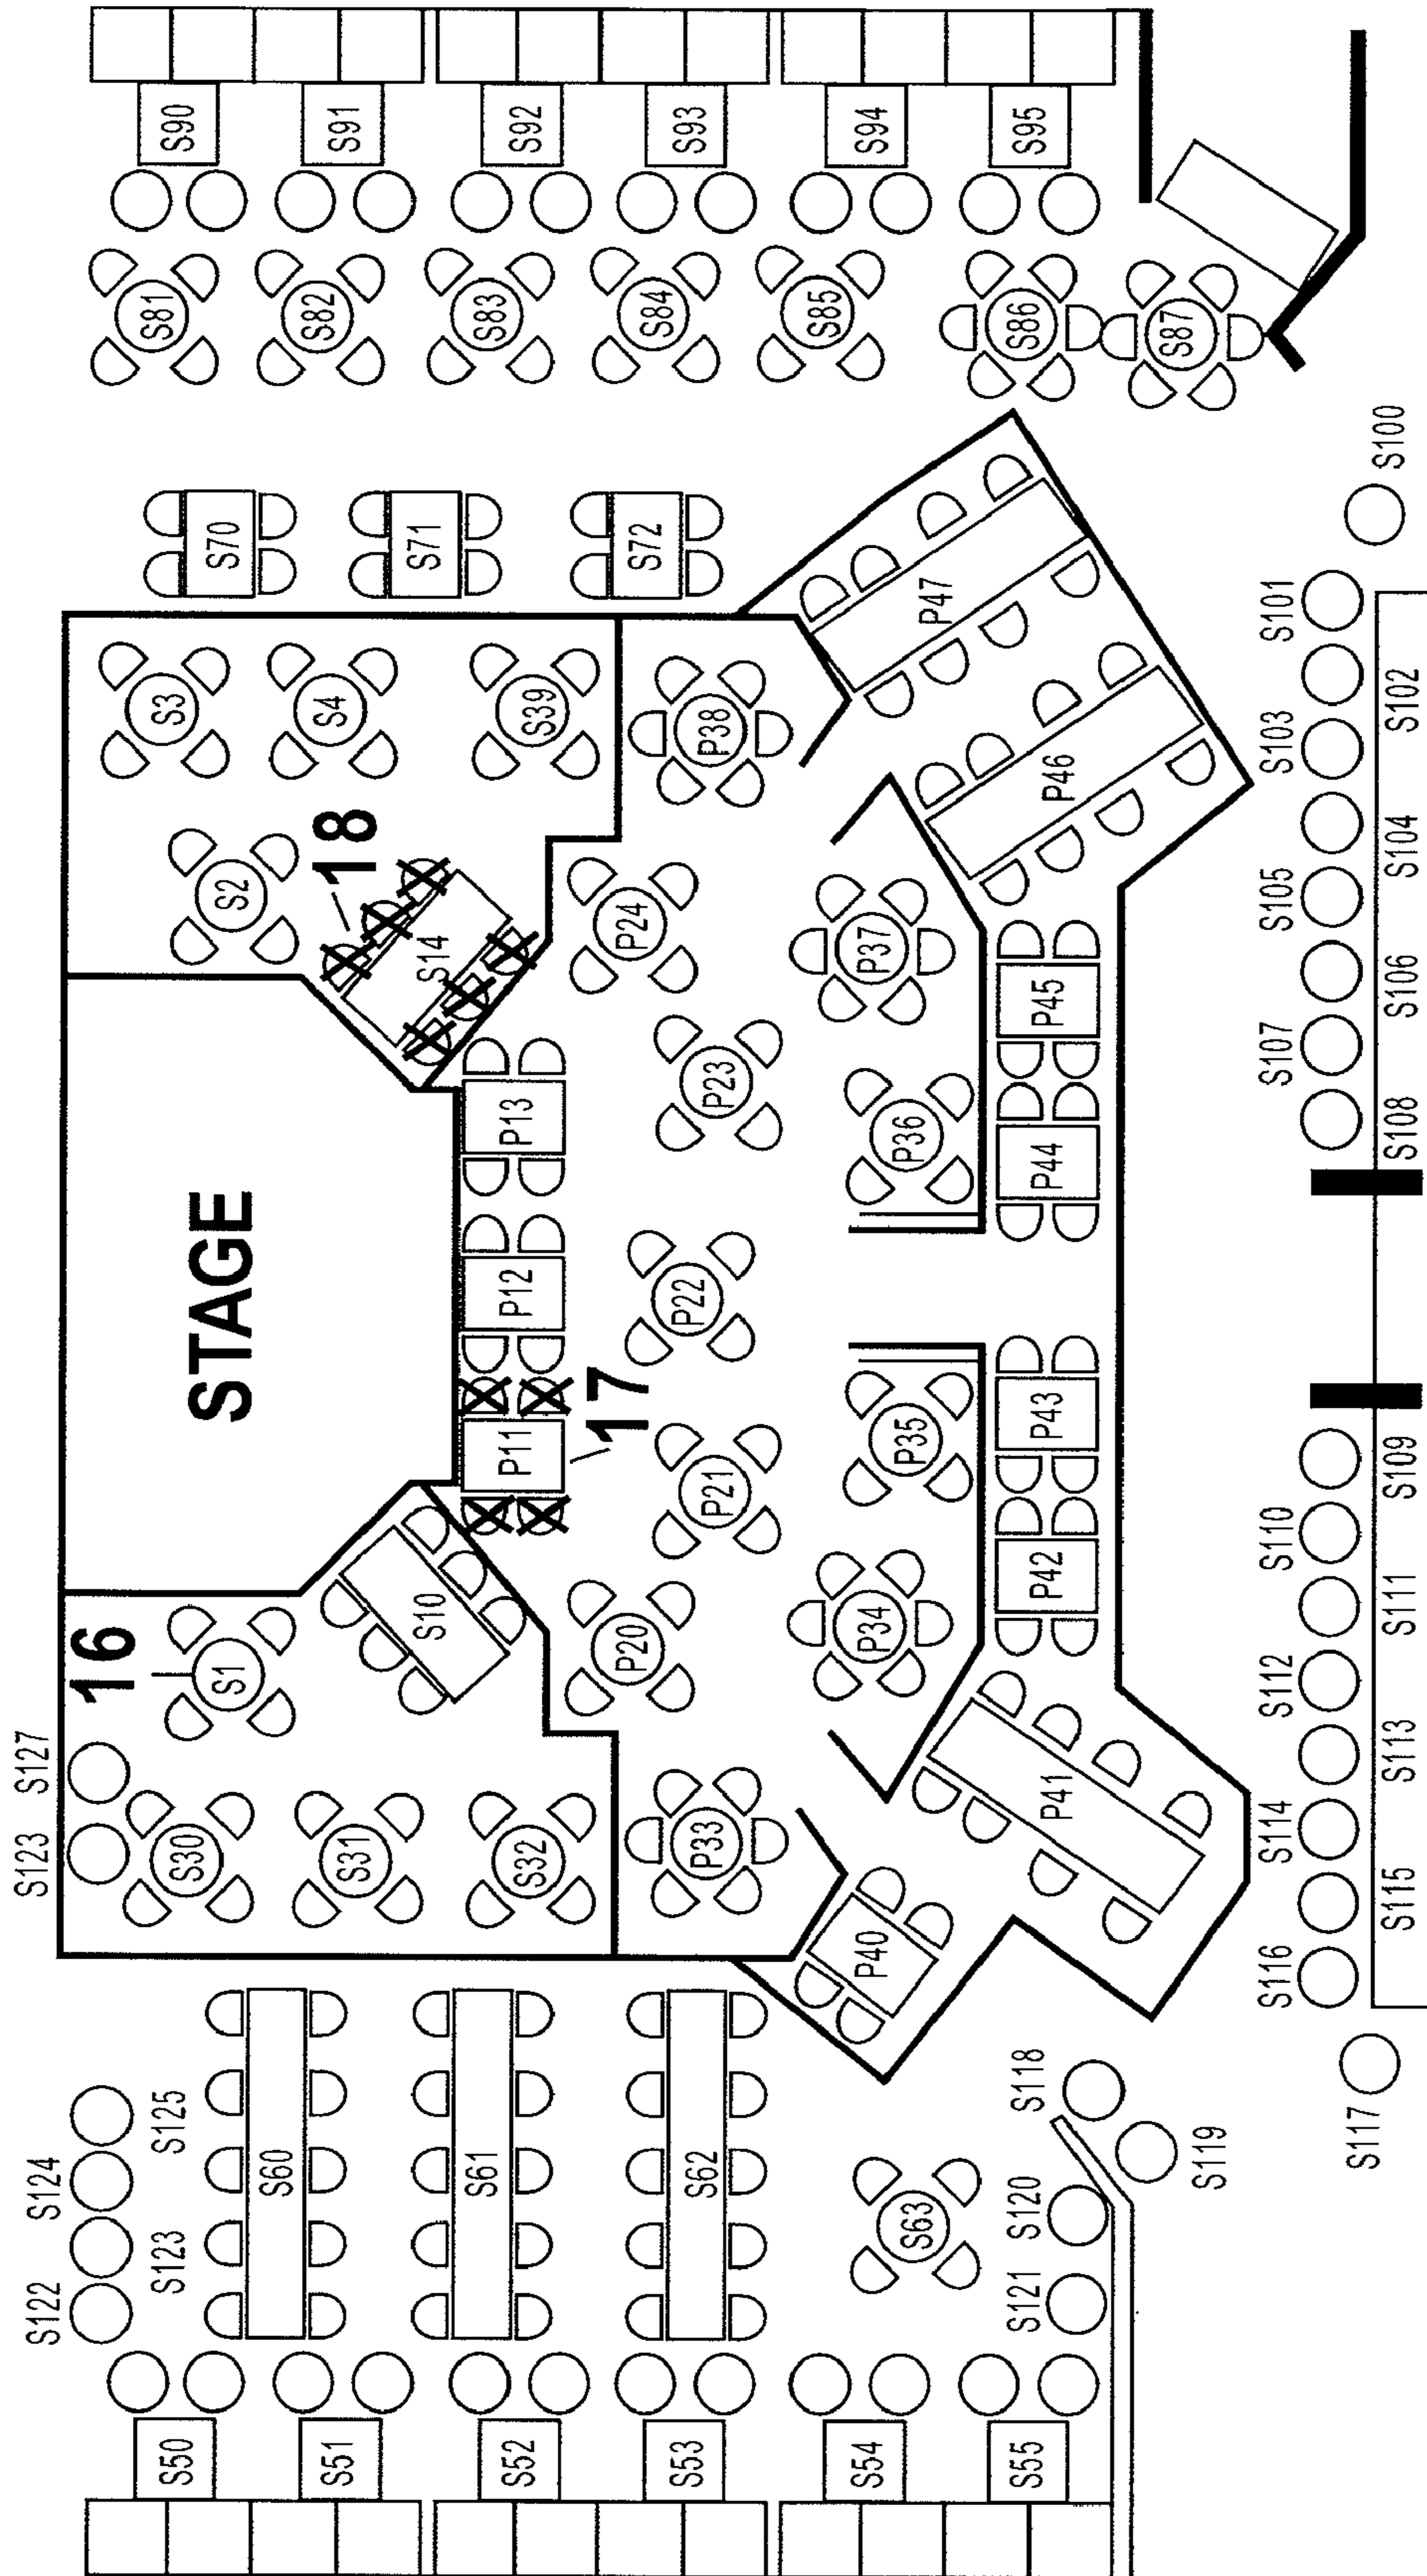 S122
S124
S123
S127
16
S123
S125
S50
S30
S1
STAGE
S2
S3
S70
S81
S90
S60
S51
S31
S10
18
S14
S4
S71
S82
S91
S61
S52
S32
P11
P12
P13
S39
S83
S92
17
S62
S53
P20
P21
P22
P23
P24
S72
S84
S93
P33
P38
S54
S63
P40
P34
P35
P36
P37
P47
S85
S94
S55
S121
S120
S118
P41
P42
P43
P44
P45
P46
S86
S95
S119
S87
S116
S114
S112
S110
S107
S105
S103
S101
S117
S115
S113
S111
S109
S108
S106
S104
S102
S100